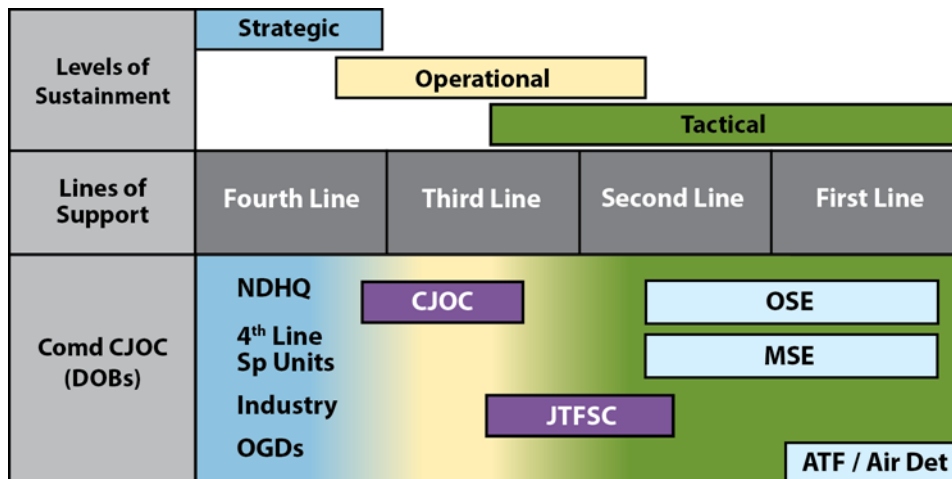 Levels of
Sustainment
Strategic
Operational
Tactical
Lines of
Support
Fourth Line
Third Line
Second Line
First Line
Comd CJOC
(DOBs)
NDHQ
4th Line
Sp Units
Industry
OGDs
CJOC
JTFSC
OSE
MSE
ATF / Air Det